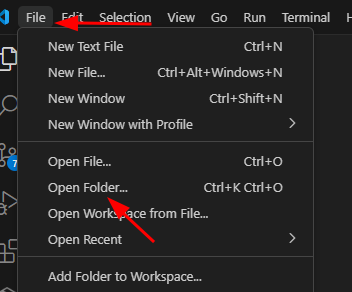 File Edit Selection View Go Run Terminal
New Text File Ctrl+N
New File... Ctrl+Alt+Windows+N
New Window Ctrl+Shift+N
New Window with Profile
7
Open File... Ctrl+O
Open Folder... Ctrl+K Ctrl+O
Open Workspace from File...
Open Recent
Add Folder to Workspace...